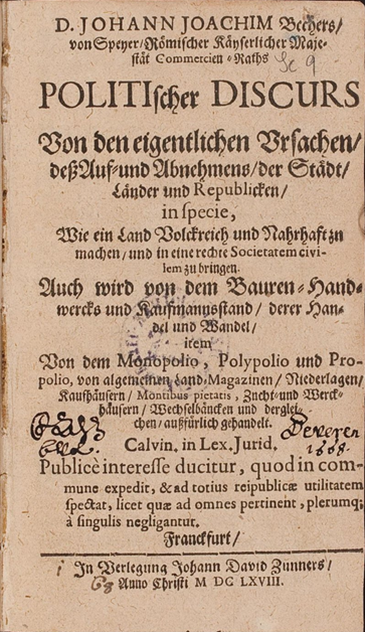 D. JOHANN JOACHIM Bechers/
von Speyer/Römischer Käyserlicher Maje-
stät Commercien-Raths
Sc 9
POLITIscher DISCURS
Von den eigentlichen Ursachen/
deß Auf-und Abnehmens/der Städt/
Länder und Republicken/
in specie,
Wie ein Land Volckreich und Nahrhaft zu
machen/und in eine rechte Societatem civi-
lem zu bringen.
Auch wird von dem Bauren-Hand-
wercks und Kaufmannsstand/ derer Han-
del und Wandel/
item
Von dem Monopolio, Polypolio und Pro-
polio, von algemeinen Land-Magazinen/Niederlagen/
Kaufhäusern/Montibus pietatis, Zucht-und Werck-
häusern/Wechselbäncken und derglei-
chen/außfürlich gehandelt.
Calvin. in Lex. Jurid.
1668.
Publicè interesse ducitur, quod in com-
mune expedit, & ad totius reipublicæ utilitatem
spectat, licet quæ ad omnes pertinent, plerumq;
à singulis negligantur.
Franckfurt/
In Verlegung Johann David Zunners/
Anno Christi M DC LXVIII.